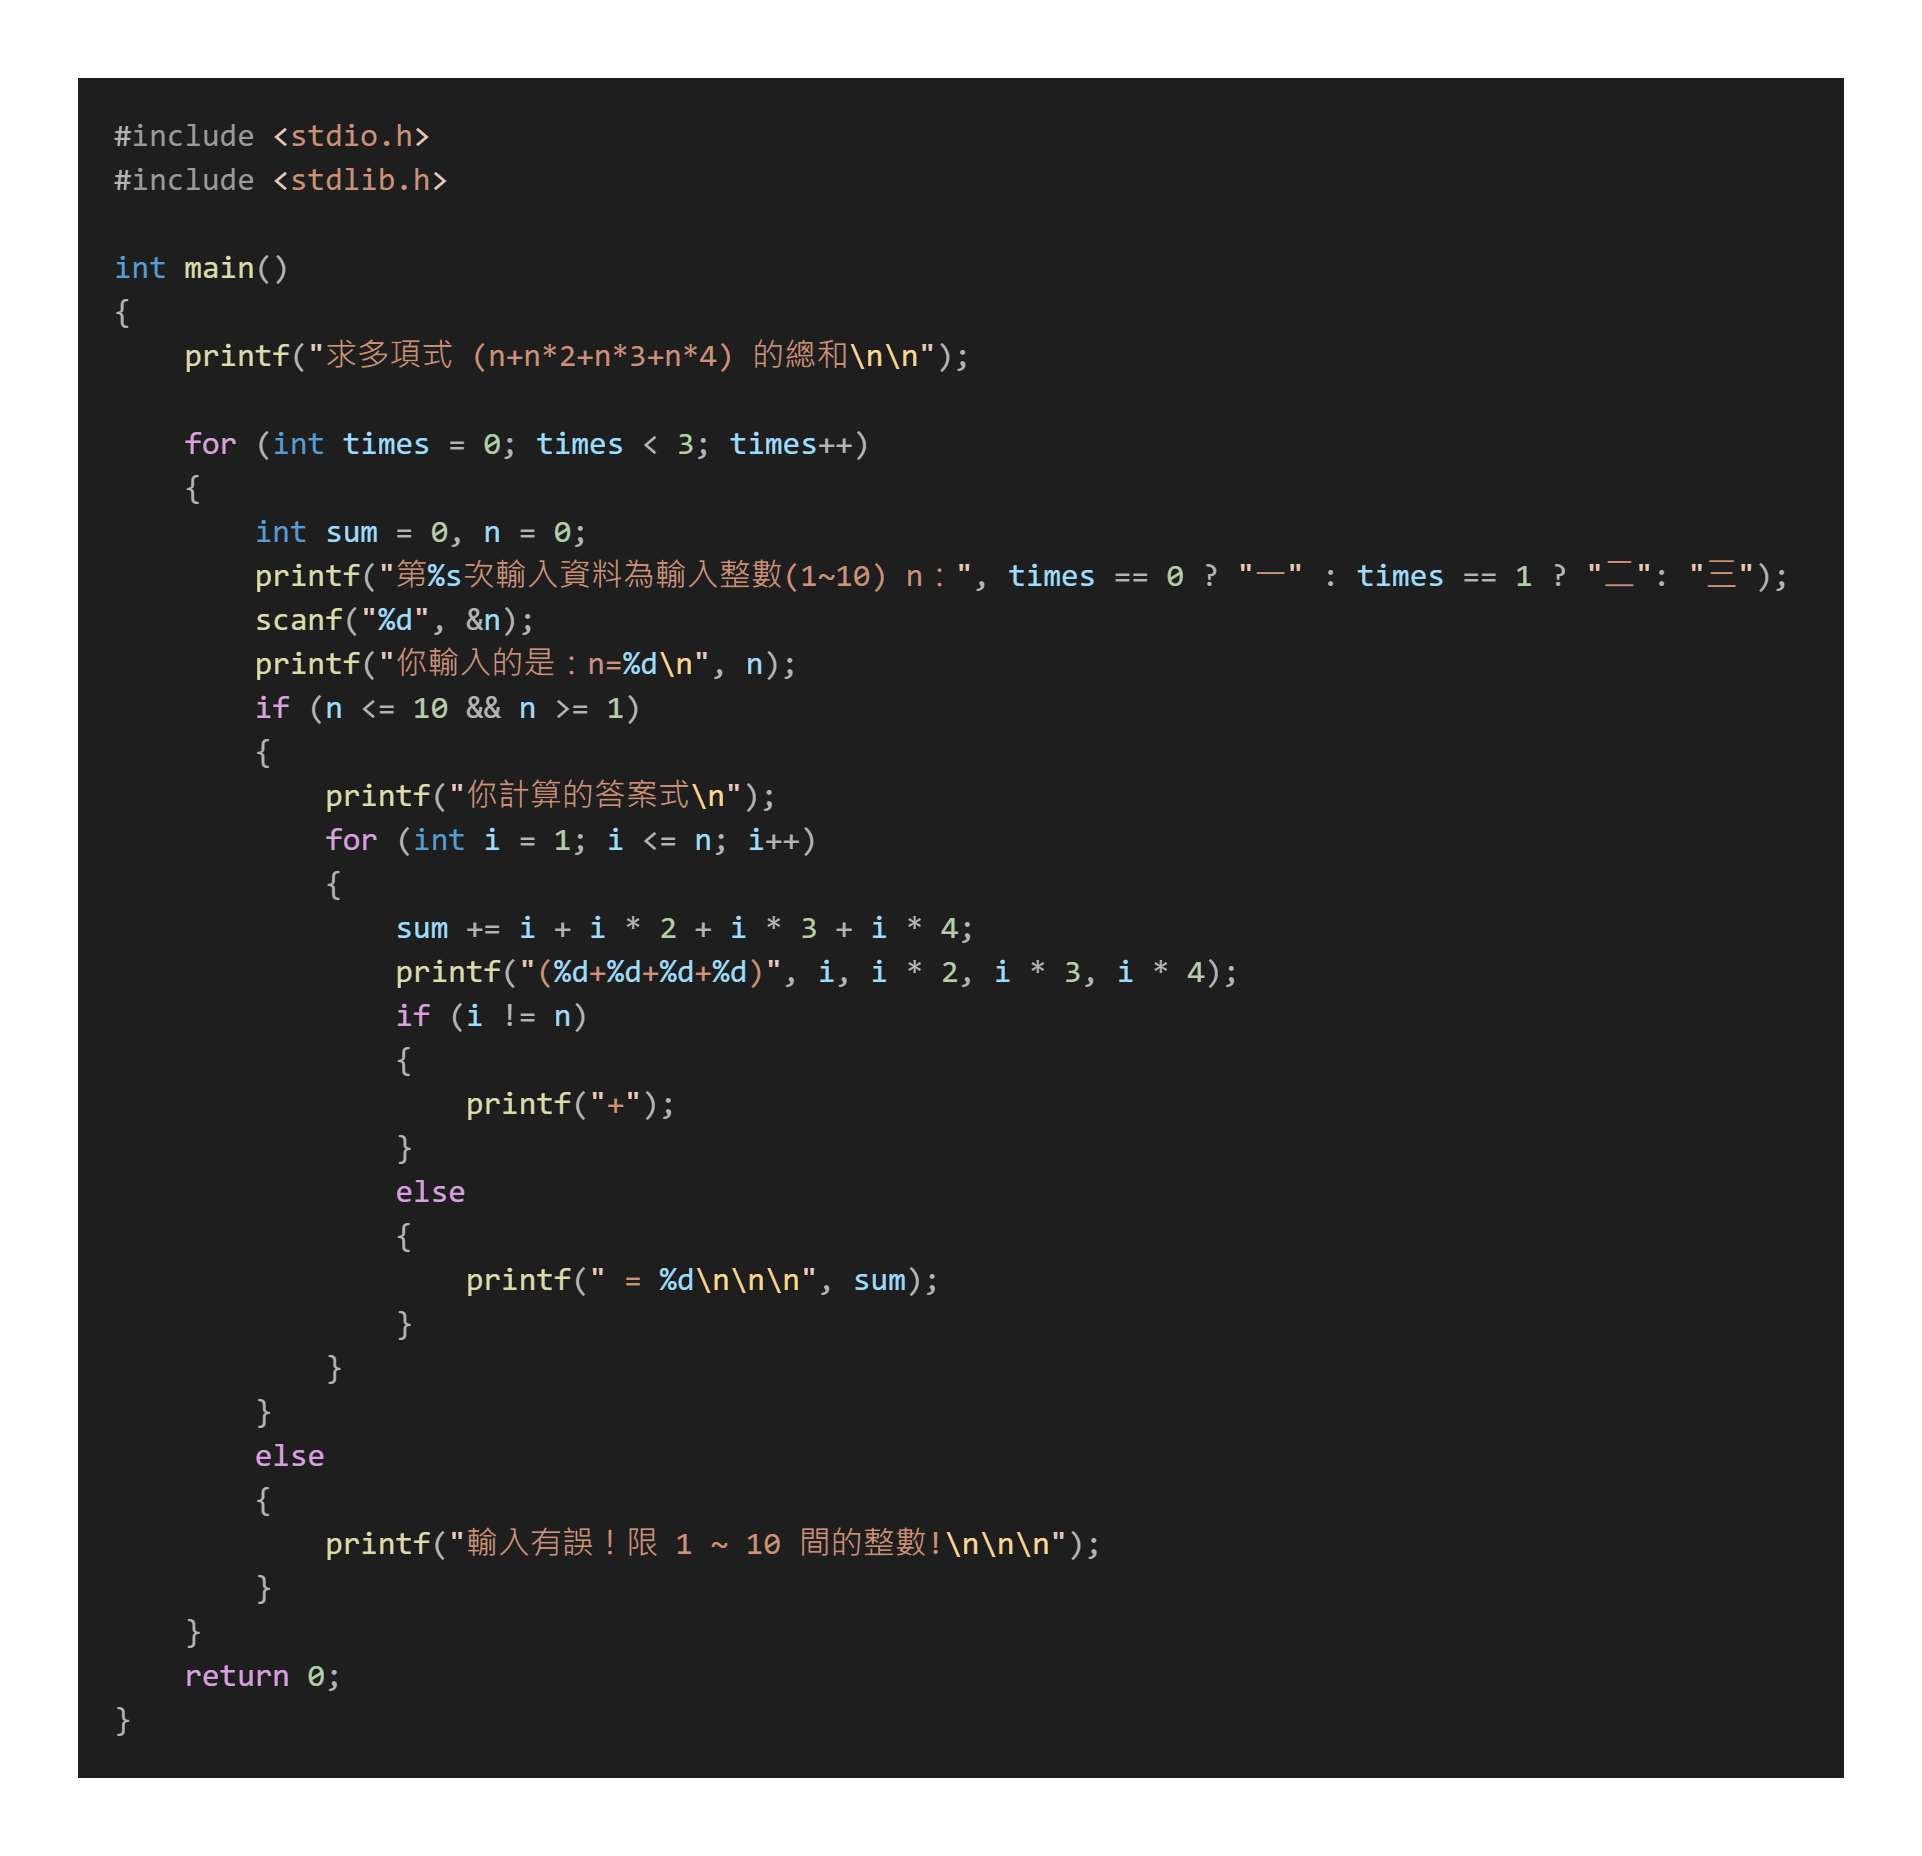 #include <stdio.h>
#include <stdlib.h>

int main()
{
    printf("求多項式 (n+n*2+n*3+n*4) 的總和\n\n");

    for (int times = 0; times < 3; times++)
    {
        int sum = 0, n = 0;
        printf("第%s次輸入資料為輸入整數(1~10) n：", times == 0 ? "一" : times == 1 ? "二": "三");
        scanf("%d", &n);
        printf("你輸入的是：n=%d\n", n);
        if (n <= 10 && n >= 1)
        {
            printf("你計算的答案式\n");
            for (int i = 1; i <= n; i++)
            {
                sum += i + i * 2 + i * 3 + i * 4;
                printf("(%d+%d+%d+%d)", i, i * 2, i * 3, i * 4);
                if (i != n)
                {
                    printf("+");
                }
                else
                {
                    printf(" = %d\n\n\n", sum);
                }
            }
        }
        else
        {
            printf("輸入有誤！限 1 ~ 10 間的整數!\n\n\n");
        }
    }
    return 0;
}